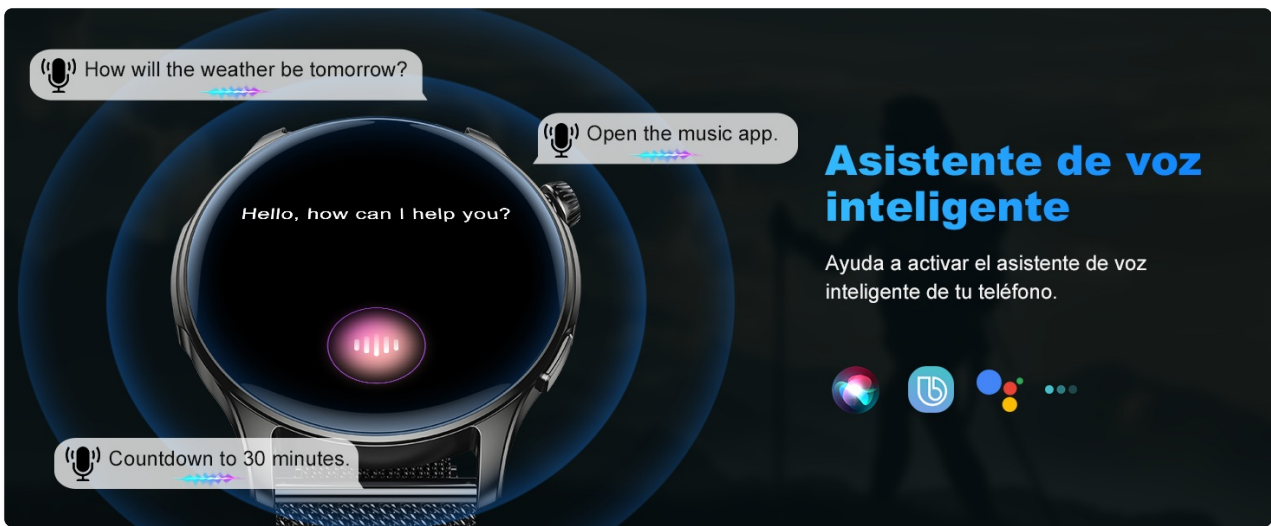 How will the weather be tomorrow?
Open the music app.
Hello, how can I help you?
Countdown to 30 minutes.
Asistente de voz
inteligente
Ayuda a activar el asistente de voz
inteligente de tu teléfono.